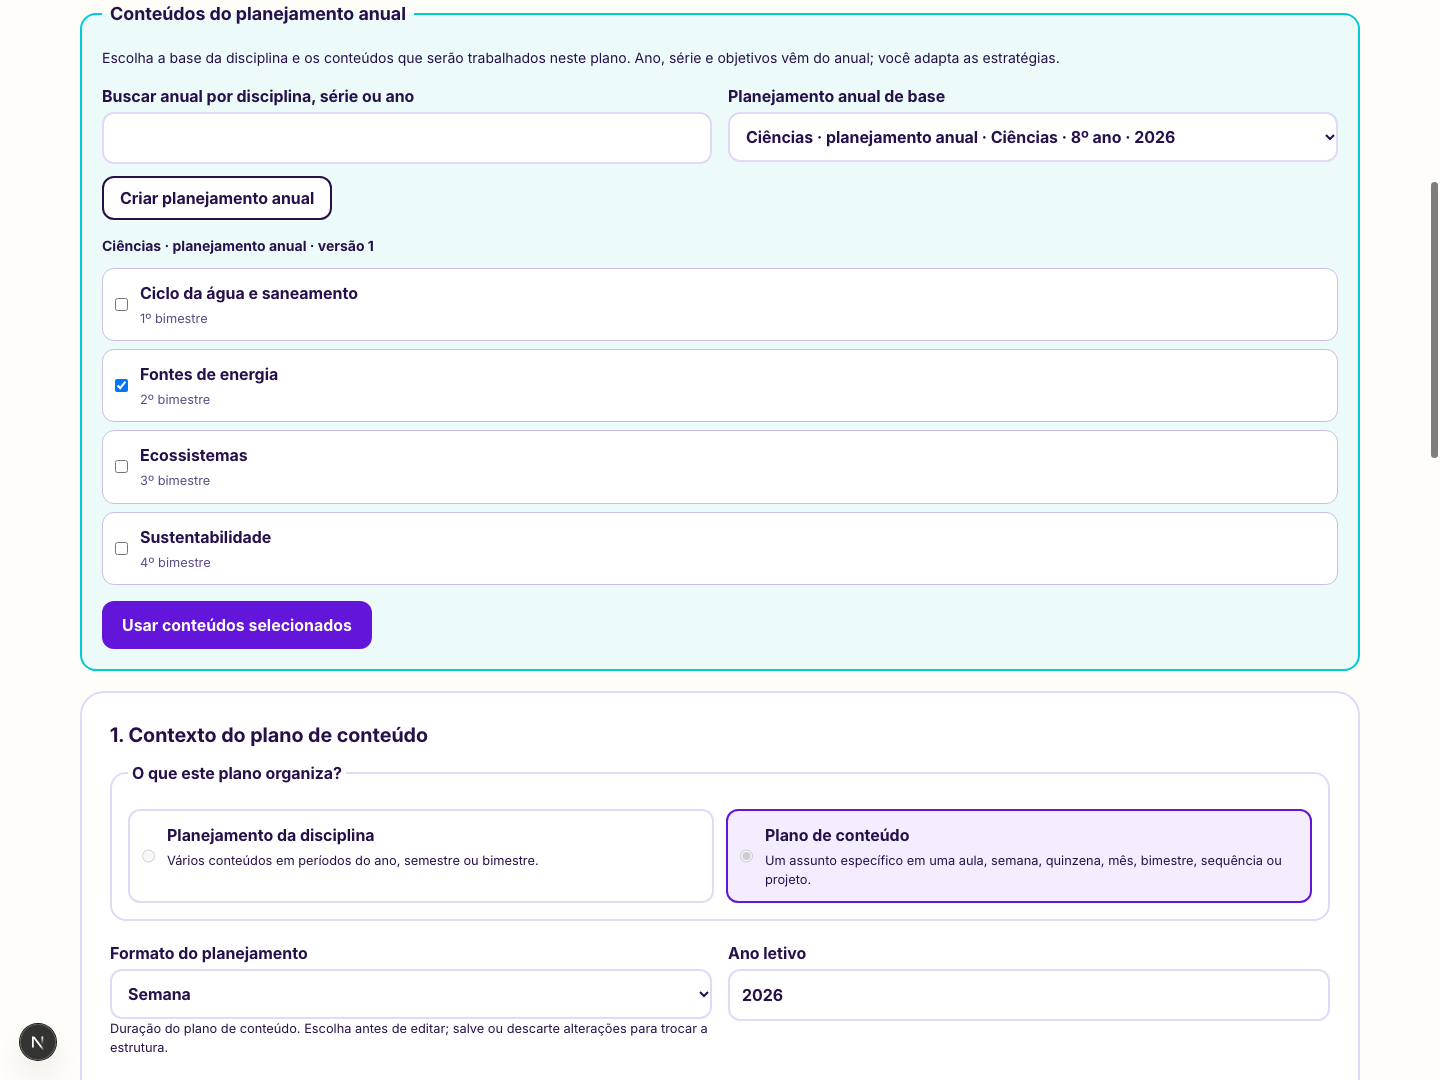 Conteúdos do planejamento anual
Escolha a base da disciplina e os conteúdos que serão trabalhados neste plano. Ano, série e objetivos vêm do anual; você adapta as estratégias.
Buscar anual por disciplina, série ou ano
Planejamento anual de base
Ciências · planejamento anual · Ciências · 8º ano · 2026
Criar planejamento anual
Ciências · planejamento anual · versão 1
Ciclo da água e saneamento
1º bimestre
Fontes de energia
2º bimestre
Ecossistemas
3º bimestre
Sustentabilidade
4º bimestre
Usar conteúdos selecionados
1. Contexto do plano de conteúdo
O que este plano organiza?
Planejamento da disciplina
Vários conteúdos em períodos do ano, semestre ou bimestre.
Plano de conteúdo
Um assunto específico em uma aula, semana, quinzena, mês, bimestre, sequência ou
projeto.
Formato do planejamento
Semana
Duração do plano de conteúdo. Escolha antes de editar; salve ou descarte alterações para trocar a
estrutura.
Ano letivo
2026
N